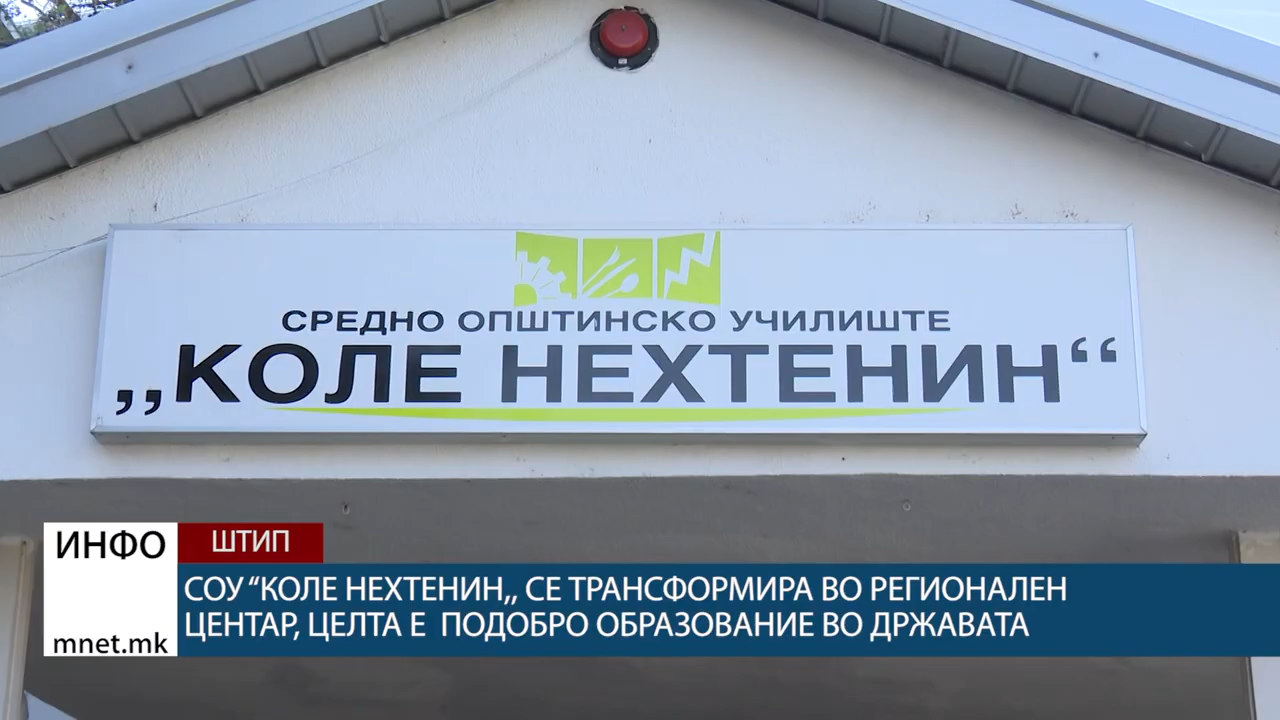 СРЕДНО ОПШТИНСКО УЧИЛИШТЕ
,,КОЛЕ НЕХТЕНИН“
ИНФО
ШТИП
СОУ “КОЛЕ НЕХТЕНИН,, СЕ ТРАНСФОРМИРА ВО РЕГИОНАЛЕН
ЦЕНТАР, ЦЕЛТА Е ПОДОБРО ОБРАЗОВАНИЕ ВО ДРЖАВАТА
mnet.mk